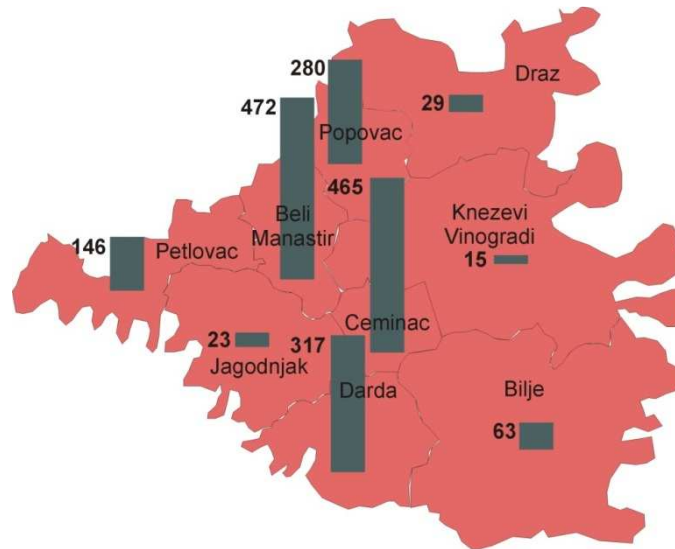 280
Draz
29
472
Popovac
465
Beli
Manastir
Knezevi
Vinogradi
146
Petlovac
15
Ceminac
23
317
Jagodnjak
Darda
Bilje
63